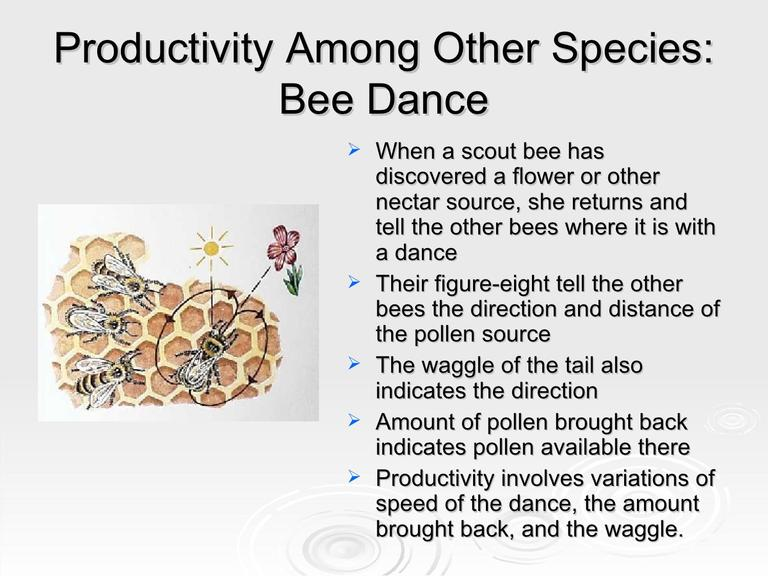 Productivity Among Other Species:
Bee Dance
When a scout bee has
discovered a flower or other
nectar source, she returns and
tell the other bees where it is with
a dance
Their figure-eight tell the other
bees the direction and distance of
the pollen source
The waggle of the tail also
indicates the direction
Amount of pollen brought back
indicates pollen available there
Productivity involves variations of
speed of the dance, the amount
brought back, and the waggle.